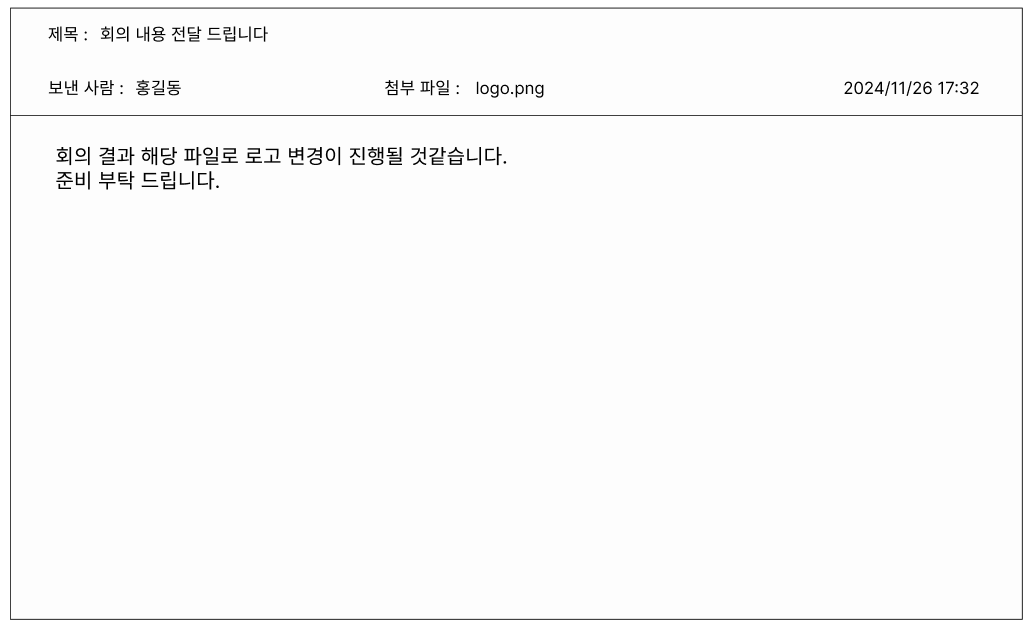 제목 : 회의 내용 전달 드립니다
보낸 사람 : 홍길동 첨부 파일 : logo.png 2024/11/26 17:32
회의 결과 해당 파일로 로고 변경이 진행될 것같습니다.
준비 부탁 드립니다.